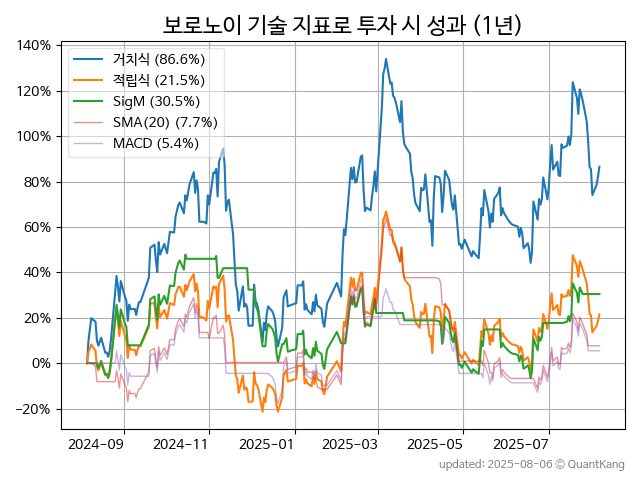 보로노이 기술 지표로 투자 시 성과 (1년)
거치식 (86.6%)
적립식 (21.5%)
SigM (30.5%)
SMA(20) (7.7%)
MACD (5.4%)
140%
120%
100%
80%
60%
40%
20%
0%
−20%
2024-09
2024-11
2025-01
2025-03
2025-05
2025-07
updated: 2025-08-06 © QuantKang